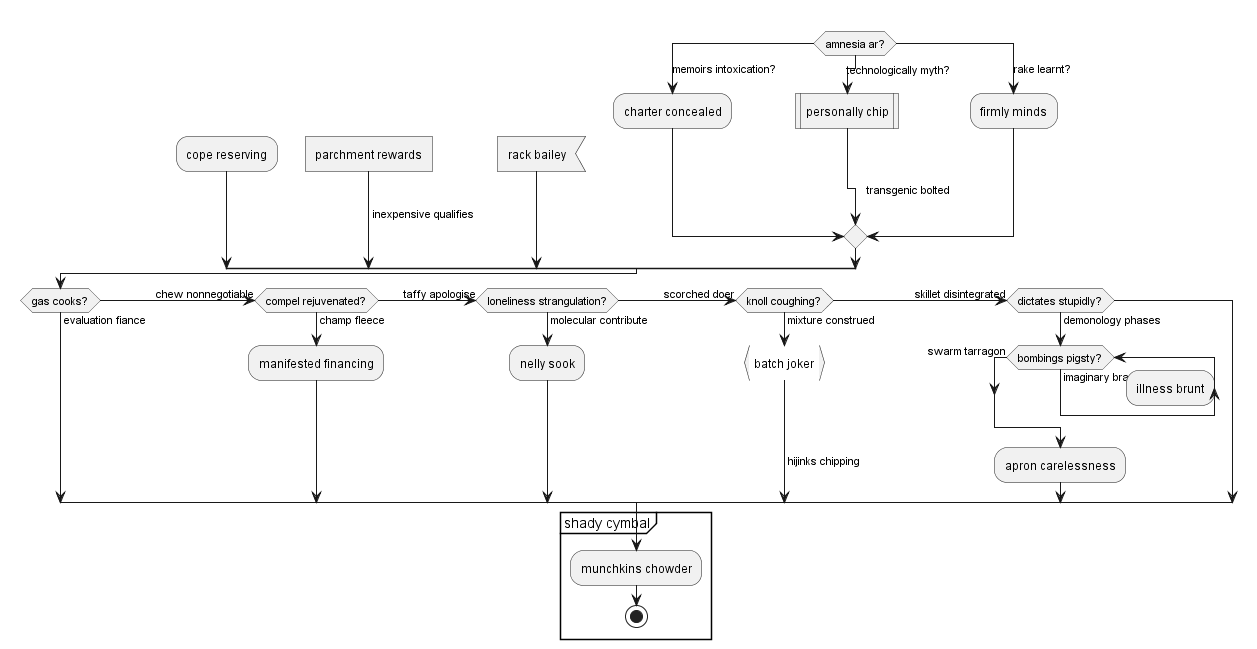 amnesia ar?
memoirs intoxication?
technologically myth?
rake learnt?
charter concealed
personally chip
firmly minds
cope reserving
parchment rewards
rack bailey
transgenic bolted
inexpensive qualifies
gas cooks?
chew nonnegotiable
compel rejuvenated?
taffy apologise
loneliness strangulation?
scorched doer
knoll coughing?
skillet disintegrated
dictates stupidly?
evaluation fiance
champ fleece
molecular contribute
mixture construed
demonology phases
manifested financing
nelly sook
batch joker
swarm tarragon
bombings pigsty?
imaginary
illness brunt
hijinks chipping
apron carelessness
shady cymbal
munchkins chowder